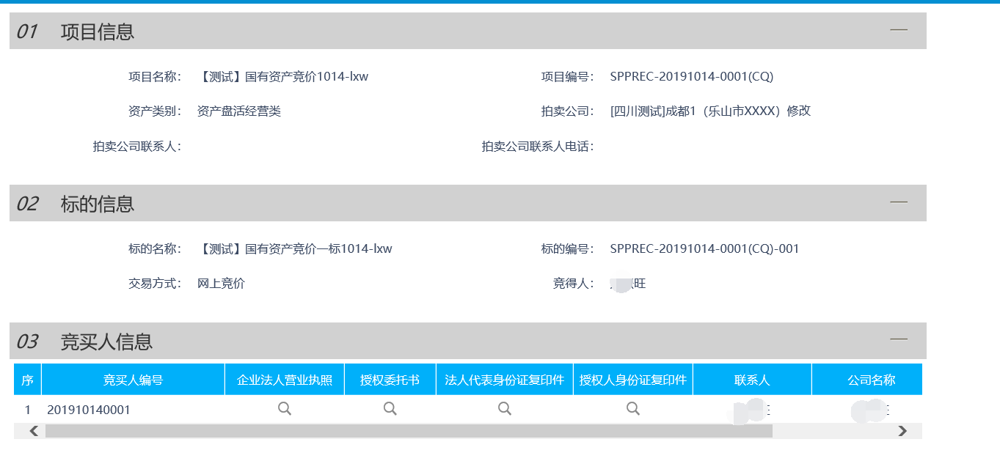 01 项目信息
项目名称： 【测试】国有资产竞价1014-lxw 项目编号： SPPREC-20191014-0001(CQ)
资产类别： 资产盘活经营类 拍卖公司： [四川测试]成都1（乐山市XXXX）修改
拍卖公司联系人： 拍卖公司联系人电话：
02 标的信息
标的名称： 【测试】国有资产竞价一标1014-lxw 标的编号： SPPREC-20191014-0001(CQ)-001
交易方式： 网上竞价 竞得人： 旺
03 竞买人信息
序 竞买人编号 企业法人营业执照 授权委托书 法人代表身份证复印件 授权人身份证复印件 联系人 公司名称
1 201910140001